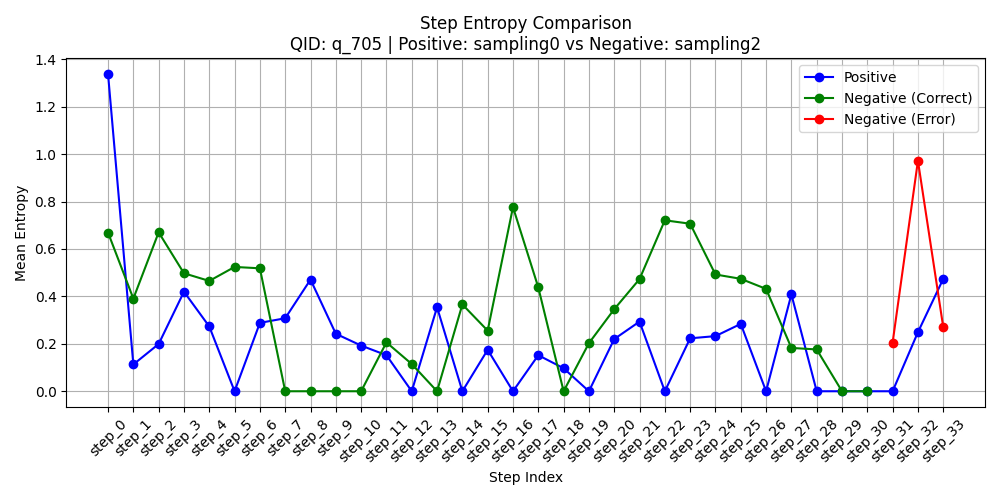 Step Entropy Comparison
QID: q_705 | Positive: sampling0 vs Negative: sampling2
Positive
Negative (Correct)
Negative (Error)
Mean Entropy
1.4
1.2
1.0
0.8
0.6
0.4
0.2
0.0
step_0
step_1
step_2
step_3
step_4
step_5
step_6
step_7
step_8
step_9
step_10
step_11
step_12
step_13
step_14
step_15
step_16
step_17
step_18
step_19
step_20
step_21
step_22
step_23
step_24
step_25
step_26
step_27
step_28
step_29
step_30
step_31
step_32
step_33
Step Index